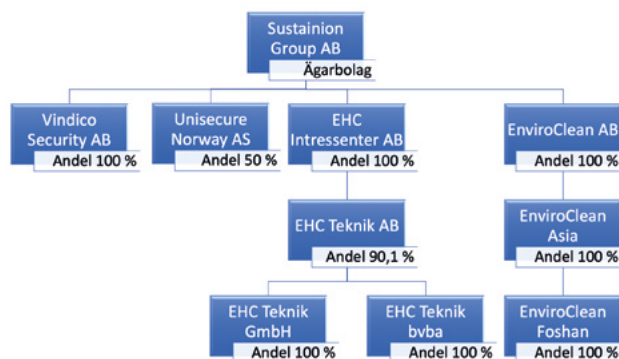 Sustainion
Group AB
Ägarbolag
Vindico
Security AB
Andel 100 %
Unisecure
Norway AS
Andel 50 %
EHC
Intressenter AB
Andel 100 %
EnviroClean AB
Andel 100 %
EHC Teknik AB
Andel 90,1 %
EnviroClean
Asia
Andel 100 %
EHC Teknik
GmbH
Andel 100 %
EHC Teknik
bvba
Andel 100 %
EnviroClean
Foshan
Andel 100 %